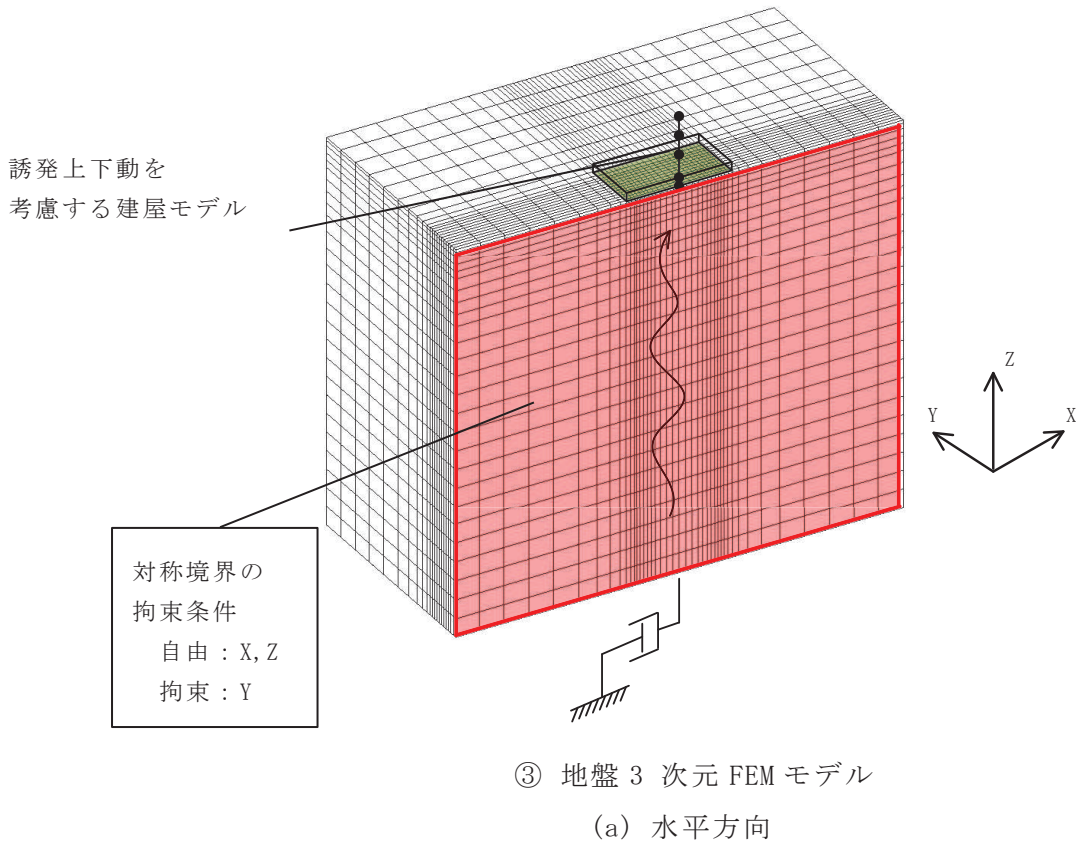 誘発上下動を
考慮する建屋モデル
Z
Y
X
対称境界の
拘束条件
自由：X,Z
拘束：Y
③ 地盤 3 次元 FEM モデル
(a) 水平方向